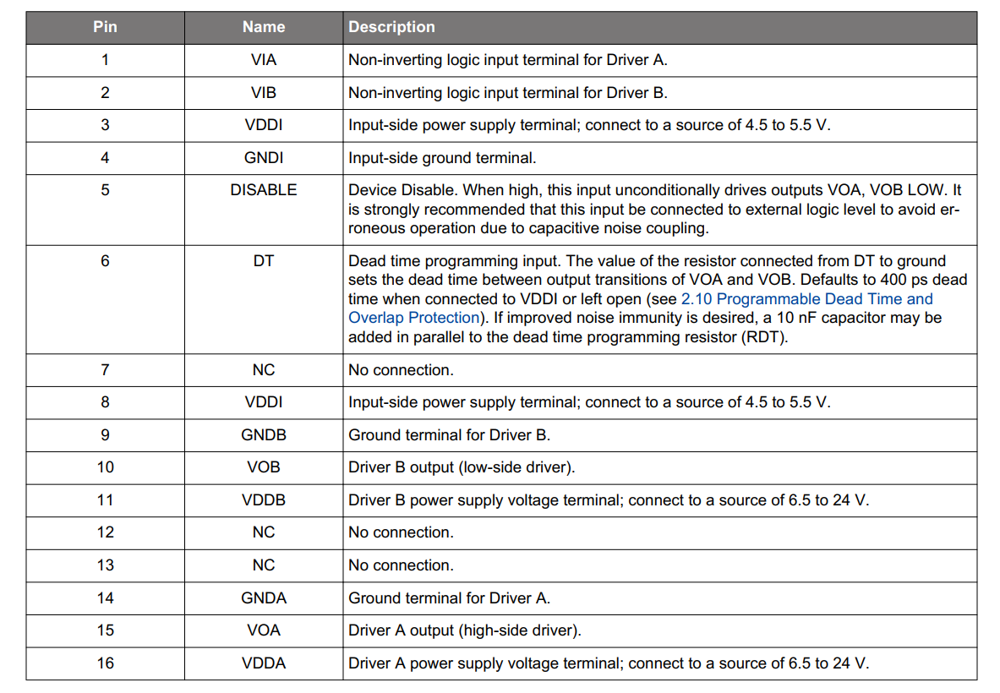 Pin Name Description
1 VIA Non-inverting logic input terminal for Driver A.
2 VIB Non-inverting logic input terminal for Driver B.
3 VDDI Input-side power supply terminal; connect to a source of 4.5 to 5.5 V.
4 GNDI Input-side ground terminal.
5 DISABLE Device Disable. When high, this input unconditionally drives outputs VOA, VOB LOW. It
is strongly recommended that this input be connected to external logic level to avoid er-
roneous operation due to capacitive noise coupling.
6 DT Dead time programming input. The value of the resistor connected from DT to ground
sets the dead time between output transitions of VOA and VOB. Defaults to 400 ps dead
time when connected to VDDI or left open (see 2.10 Programmable Dead Time and
Overlap Protection). If improved noise immunity is desired, a 10 nF capacitor may be
added in parallel to the dead time programming resistor (RDT).
7 NC No connection.
8 VDDI Input-side power supply terminal; connect to a source of 4.5 to 5.5 V.
9 GNDB Ground terminal for Driver B.
10 VOB Driver B output (low-side driver).
11 VDDB Driver B power supply voltage terminal; connect to a source of 6.5 to 24 V.
12 NC No connection.
13 NC No connection.
14 GNDA Ground terminal for Driver A.
15 VOA Driver A output (high-side driver).
16 VDDA Driver A power supply voltage terminal; connect to a source of 6.5 to 24 V.